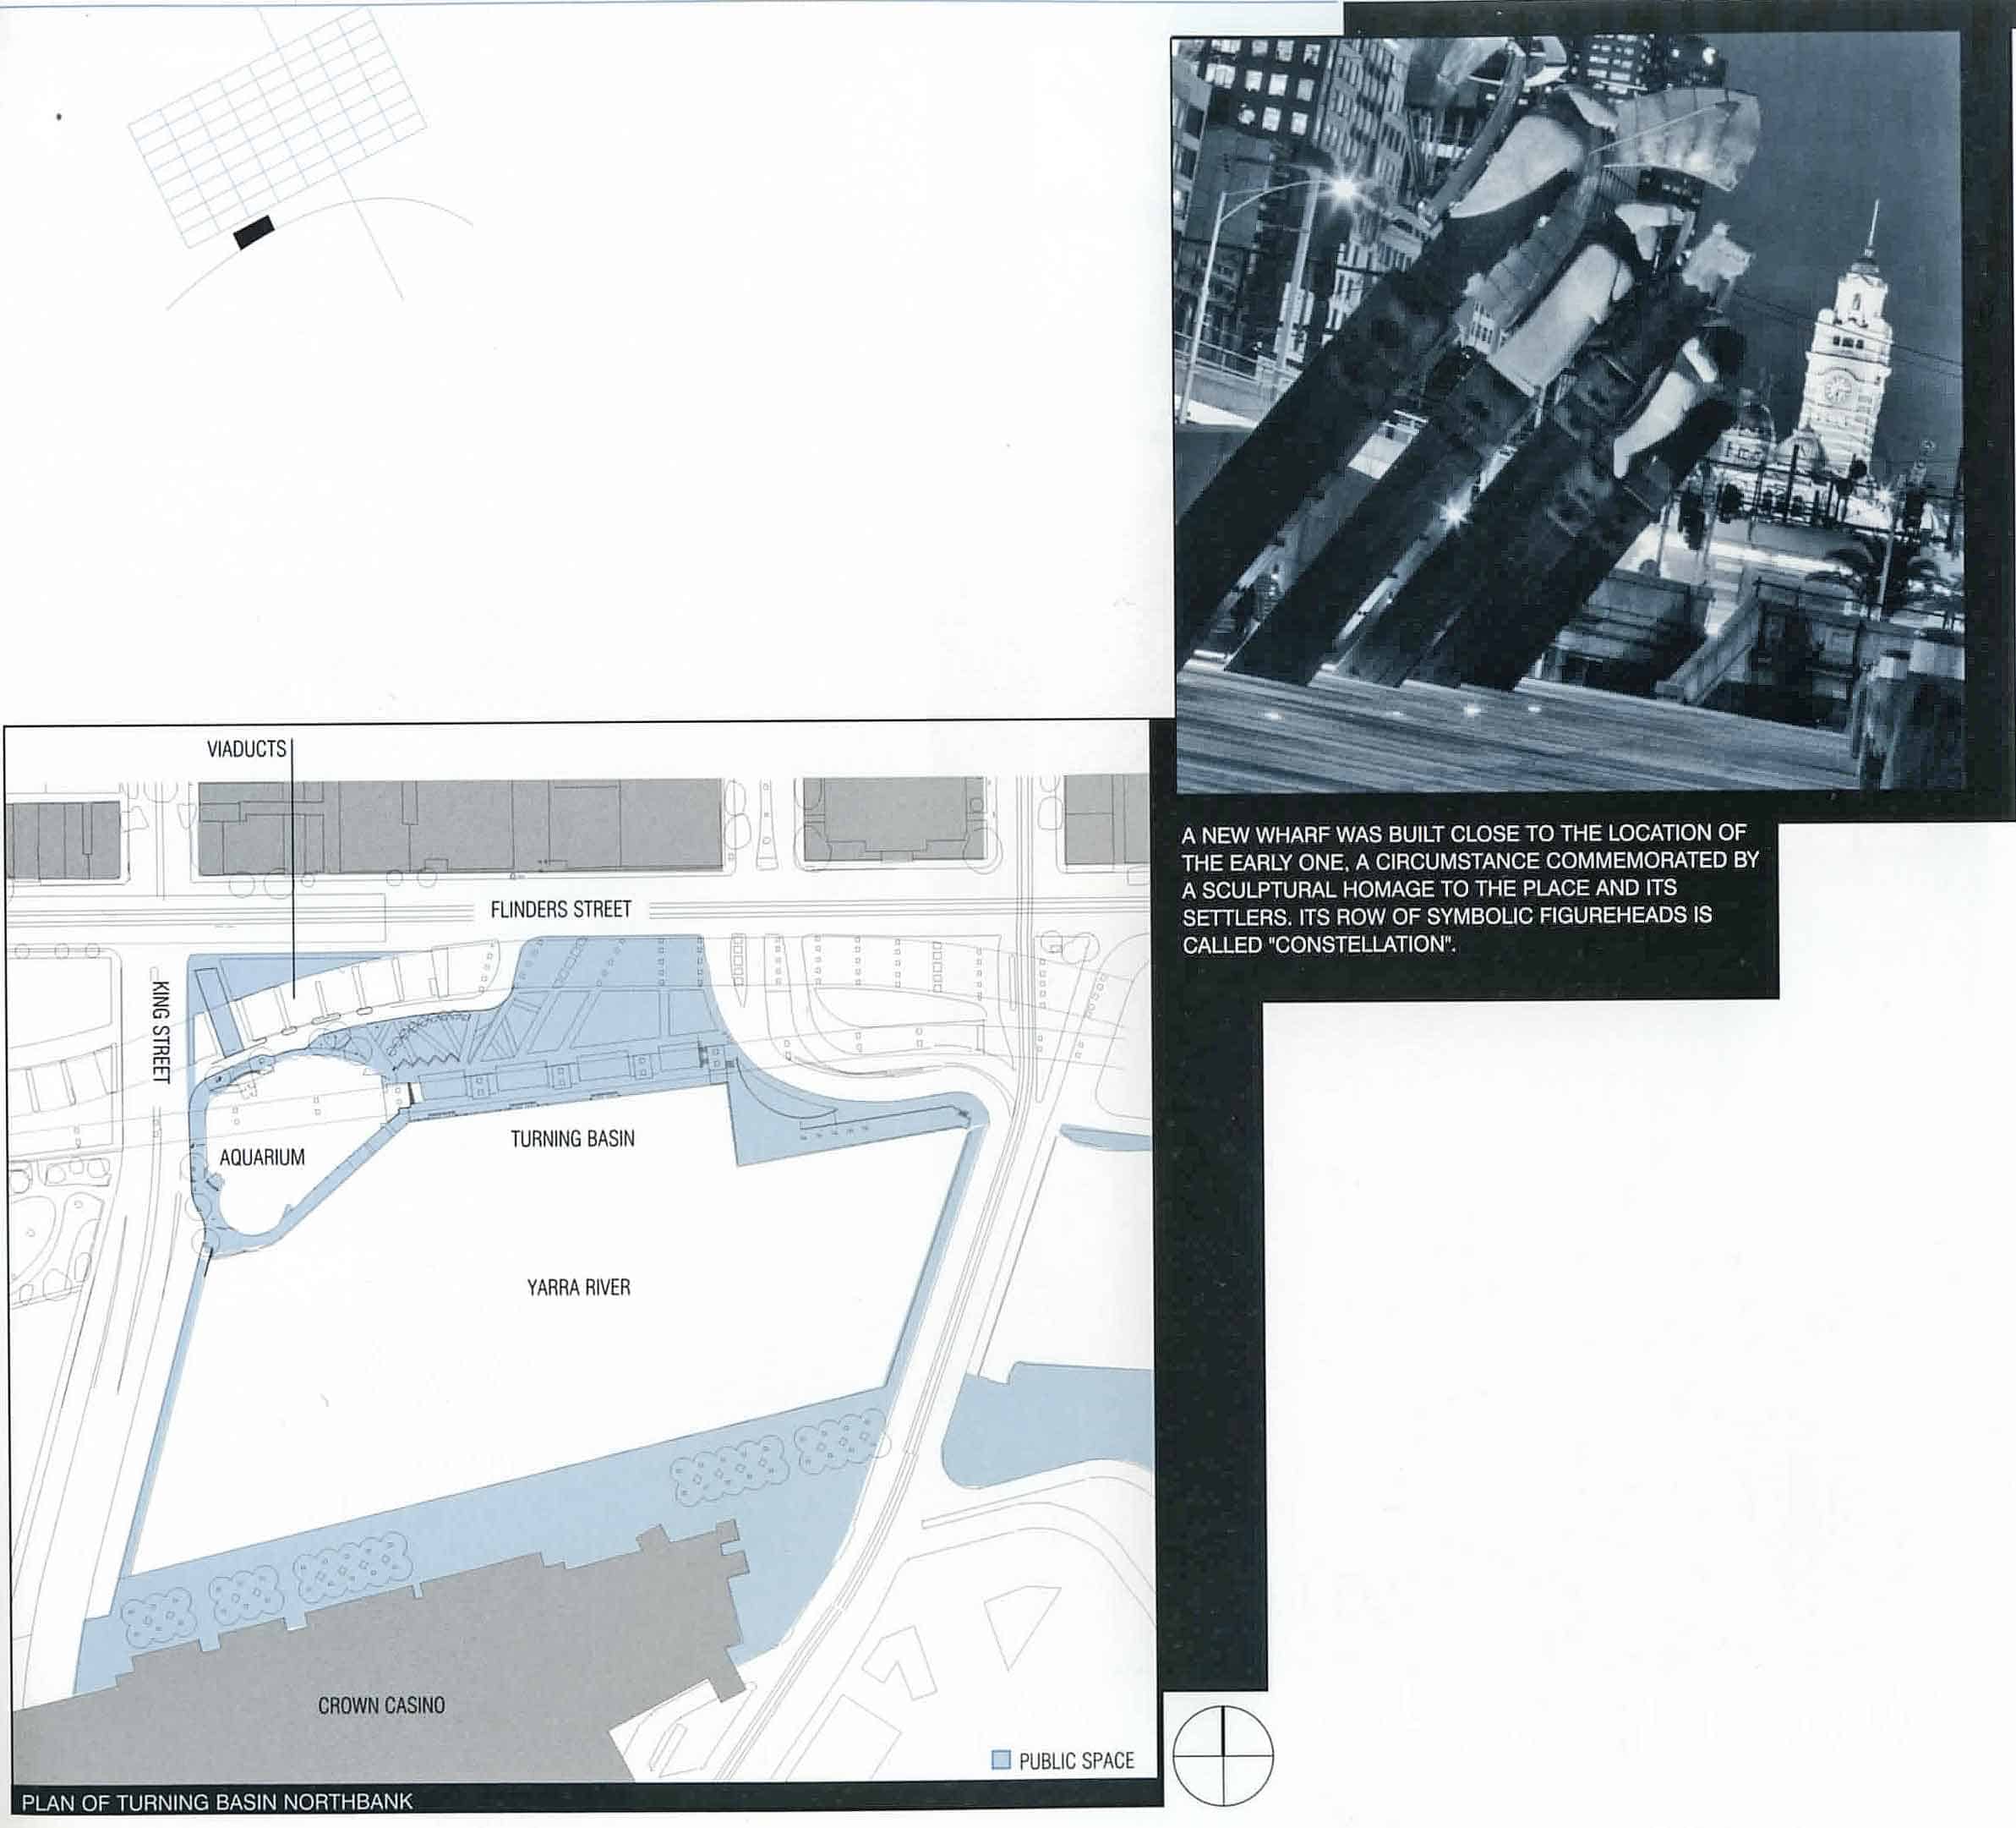 VIADUCTS
FLINDERS STREET
KING STREET
TURNING BASIN
AQUARIUM
YARRA RIVER
CROWN CASINO
PUBLIC SPACE
PLAN OF TURNING BASIN NORTHBANK
A NEW WHARF WAS BUILT CLOSE TO THE LOCATION OF
THE EARLY ONE, A CIRCUMSTANCE COMMEMORATED BY
A SCULPTURAL HOMAGE TO THE PLACE AND ITS
SETTLERS. ITS ROW OF SYMBOLIC FIGUREHEADS IS
CALLED "CONSTELLATION".